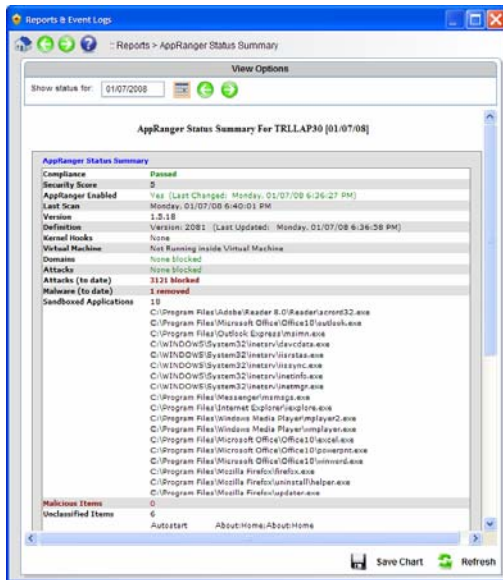 Reports & Event Logs
:: Reports > AppRanger Status Summary
View Options
Show status for: 01/07/2008
AppRanger Status Summary For TRLLAP30 [01/07/08]
AppRanger Status Summary
Compliance Passed
Security Score 5
AppRanger Enabled Yes (Last Changed: Monday, 01/07/08 6:36:27 PM)
Last Scan Monday, 01/07/08 6:40:01 PM
Version 1.5.18
Definition Version: 2081 (Last Updated: Monday, 01/07/08 6:36:58 PM)
Kernel Hooks None
Virtual Machine Not Running inside Virtual Machine
Domains None blocked
Attacks None blocked
Attacks (to date) 3121 blocked
Malware (to date) 1 removed
Sandboxed Applications 18
C:\Program Files\Adobe\Reader 8.0\Reader\acrord32.exe
C:\Program Files\Microsoft Office\Office10\outlook.exe
C:\Program Files\Outlook Express\msimn.exe
C:\WINDOWS\System32\inetsrv\davcdata.exe
C:\WINDOWS\System32\inetsrv\iisrstas.exe
C:\WINDOWS\System32\inetsrv\iissync.exe
C:\WINDOWS\System32\inetsrv\inetinfo.exe
C:\WINDOWS\System32\inetsrv\inetmgr.exe
C:\Program Files\Messenger\msmsgs.exe
C:\Program Files\Internet Explorer\iexplore.exe
C:\Program Files\Windows Media Player\mplayer2.exe
C:\Program Files\Windows Media Player\wmplayer.exe
C:\Program Files\Microsoft Office\Office10\excel.exe
C:\Program Files\Microsoft Office\Office10\powerpnt.exe
C:\Program Files\Microsoft Office\Office10\winword.exe
C:\Program Files\Mozilla Firefox\firefox.exe
C:\Program Files\Mozilla Firefox\uninstall\helper.exe
C:\Program Files\Mozilla Firefox\updater.exe
Malicious Items 0
Unclassified Items 6
Autostart About:Home:About:Home
Save Chart Refresh